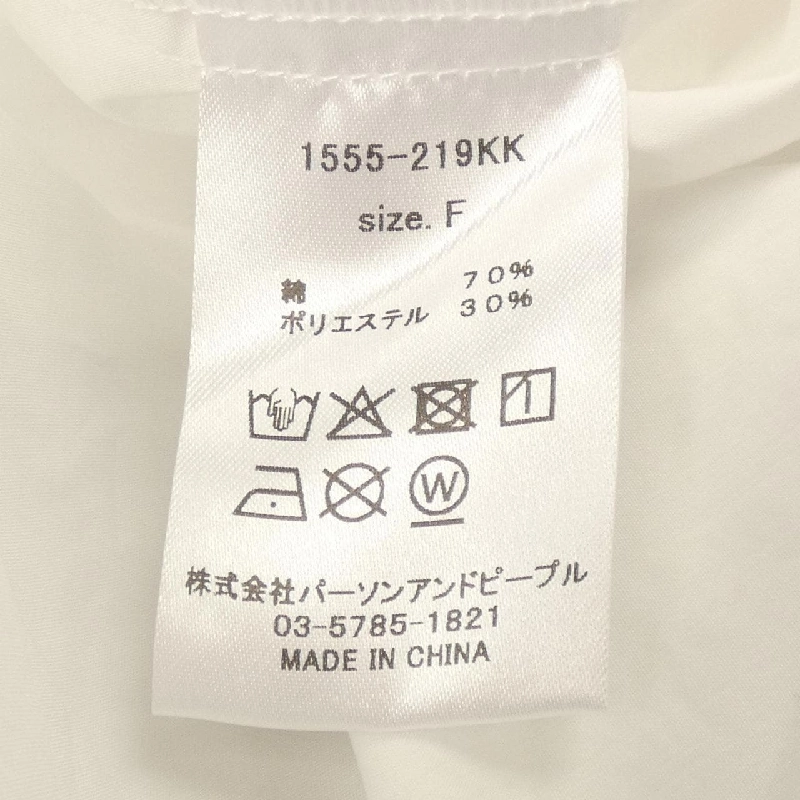 1555-219KK
size. F
綿 70%
ポリエステル 30%
W
株式会社パーソンアンドピープル
03-5785-1821
MADE IN CHINA